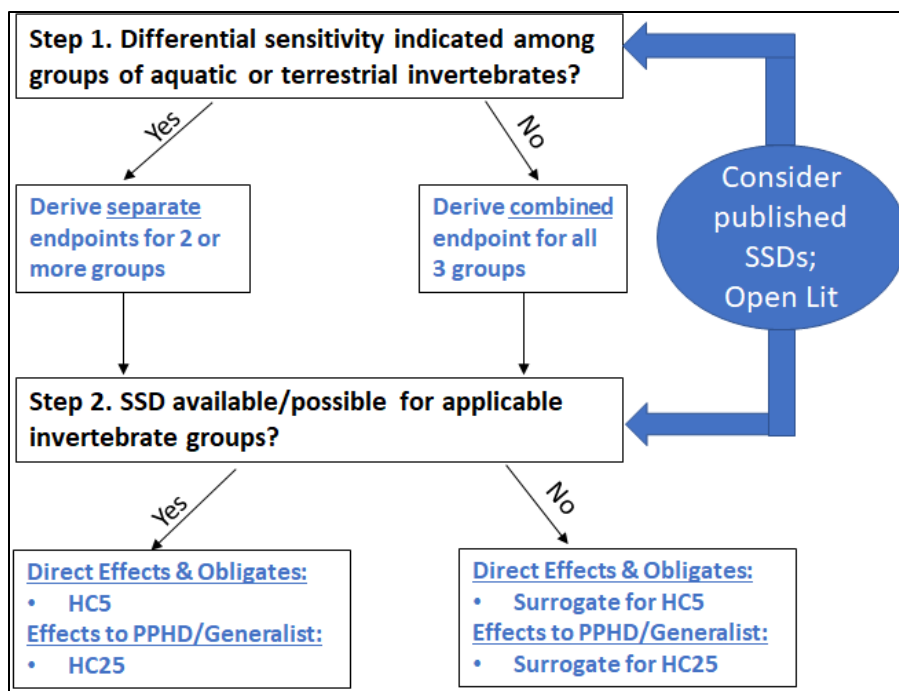 Step 1. Differential sensitivity indicated among
groups of aquatic or terrestrial invertebrates?
Yes
No
Consider
published
SSDs;
Open Lit
Derive separate
endpoints for 2 or
more groups
Derive combined
endpoint for all
3 groups
Step 2. SSD available/possible for applicable
invertebrate groups?
Yes
No
Direct Effects & Obligates:
• HC5
Effects to PPHD/Generalist:
• HC25
Direct Effects & Obligates:
• Surrogate for HC5
Effects to PPHD/Generalist:
• Surrogate for HC25